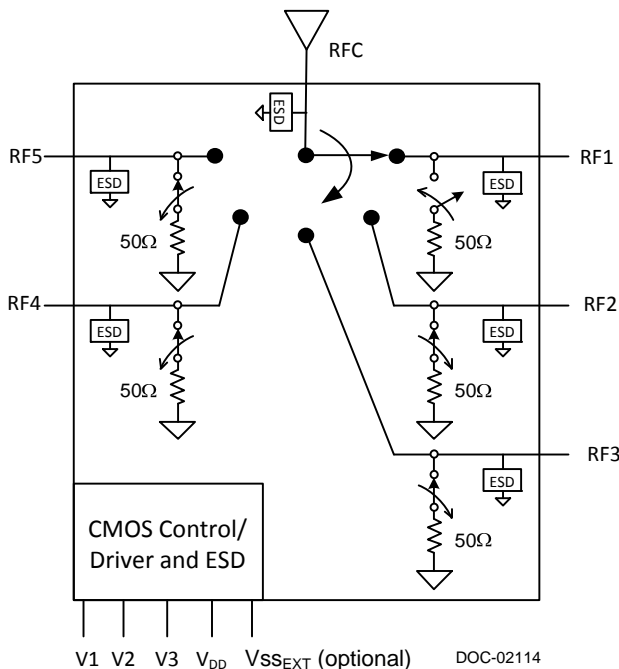 RFC
ESD
RF5
RF1
ESD
ESD
50Ω
50Ω
RF4
RF2
ESD
ESD
50Ω
50Ω
RF3
ESD
50Ω
CMOS Control/
Driver and ESD
V1 V2 V3 VDD VssEXT (optional) DOC-02114